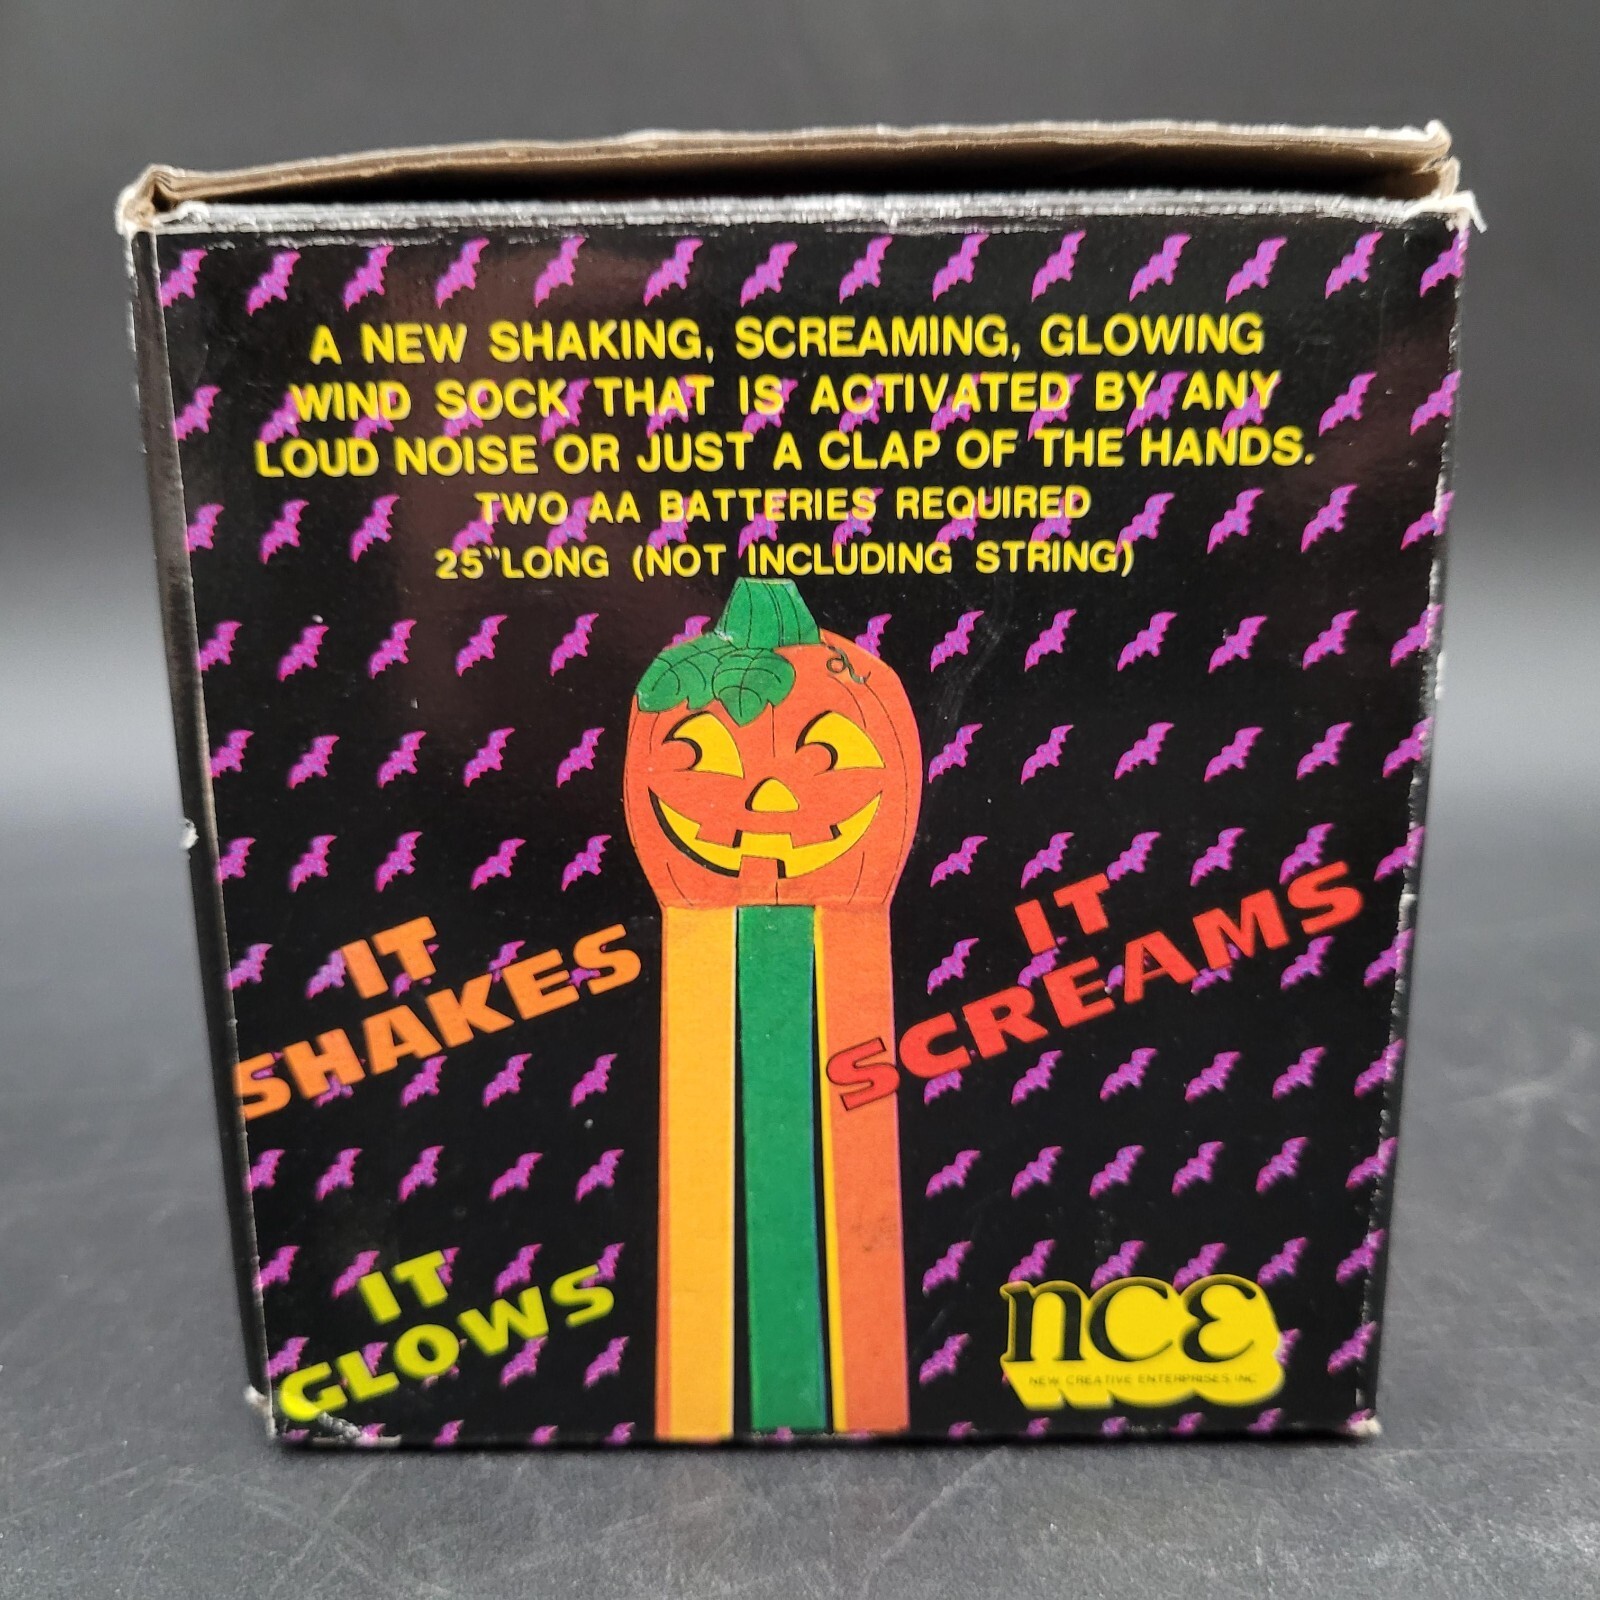 A NEW SHAKING, SCREAMING, GLOWING
WIND SOCK THAT IS ACTIVATED BY ANY
LOUD NOISE OR JUST A CLAP OF THE HANDS.
TWO AA BATTERIES REQUIRED
25"LONG (NOT INCLUDING STRING)
IT
SHAKES
IT
SCREAMS
IT
GLOWS
nCE
NEW CREATIVE ENTERPRISES INC